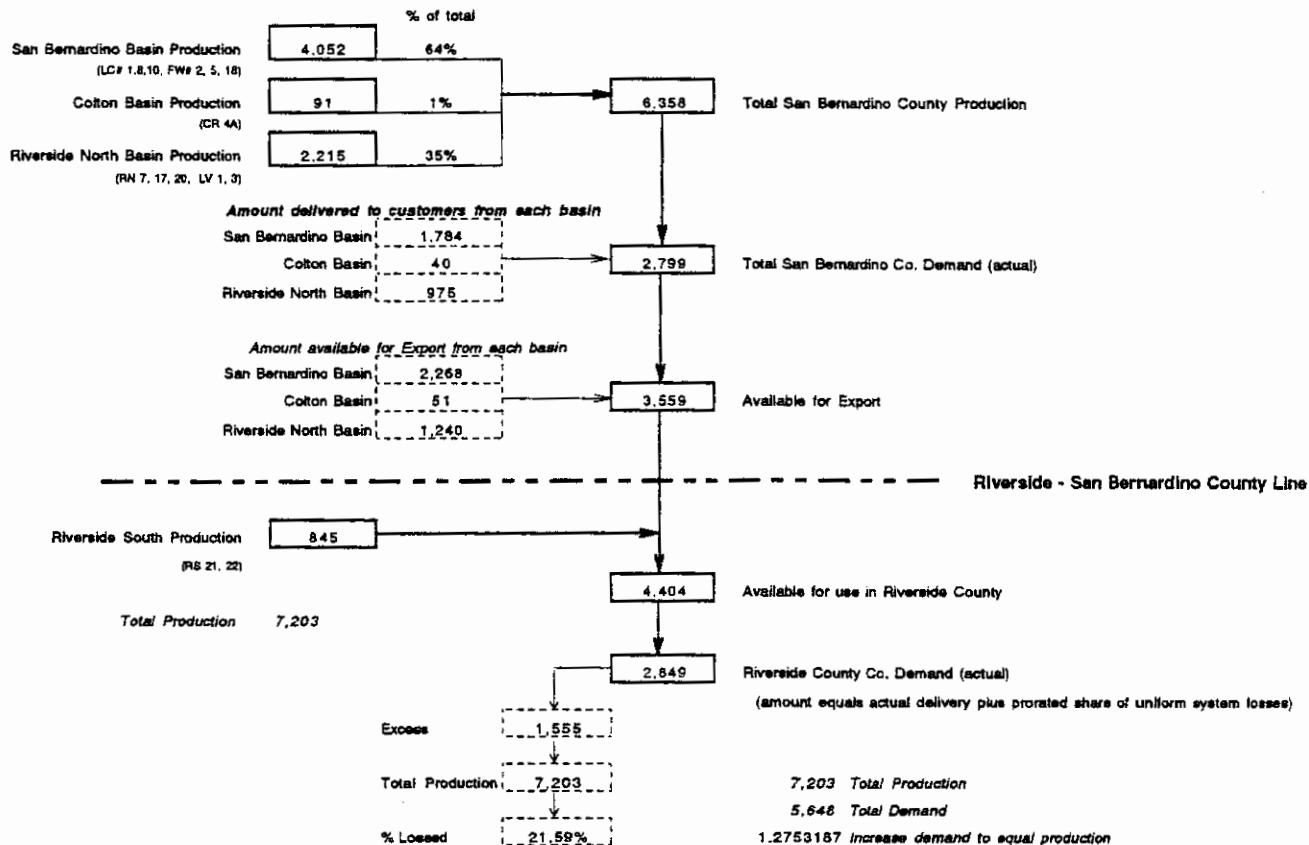 % of total
San Bernardino Basin Production 4,052 64%
(LC# 1,8,10, FW# 2, 5, 18)
Colton Basin Production 91 1% 6,358 Total San Bernardino County Production
(CR 4A)
Riverside North Basin Production 2,215 35%
(RN 7, 17, 20, LV 1, 3)
Amount delivered to customers from each basin
San Bernardino Basin 1,784
Colton Basin 40 2,799 Total San Bernardino Co. Demand (actual)
Riverside North Basin 975
Amount available for Export from each basin
San Bernardino Basin 2,268
Colton Basin 51 3,559 Available for Export
Riverside North Basin 1,240
Riverside - San Bernardino County Line
Riverside South Production 845
(RS 21, 22)
4,404 Available for use in Riverside County
Total Production 7,203
2,849 Riverside County Co. Demand (actual)
(amount equals actual delivery plus prorated share of uniform system losses)
Excess 1,555
Total Production 7,203 7,203 Total Production
5,648 Total Demand
% Lossed 21.59% 1.2753187 increase demand to equal production